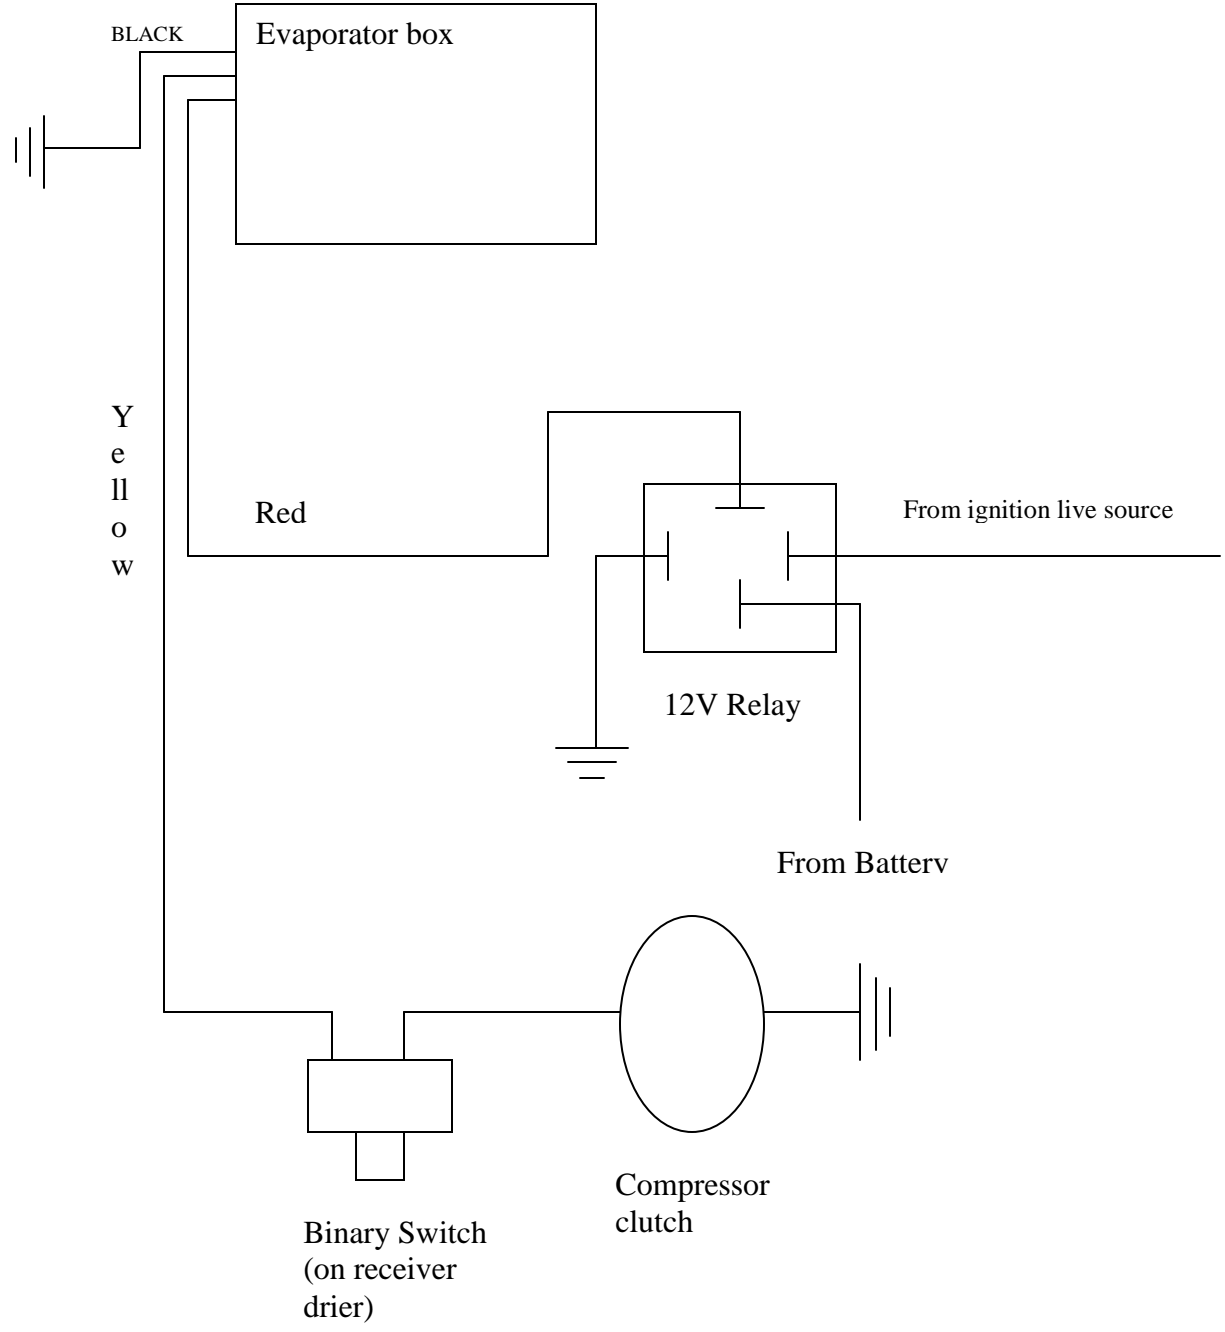 BLACK
Evaporator box
Y
e
ll
o
w
Red
From ignition live source
12V Relay
From Battery
Compressor
clutch
Binary Switch
(on receiver
drier)